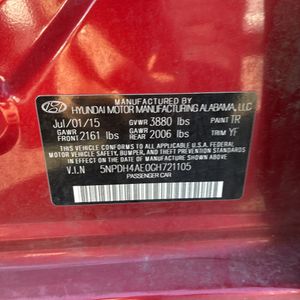 MANUFACTURED BY
HYUNDAI MOTOR MANUFACTURING ALABAMA, LLC
Jul/01/15 GVWR 3880 lbs PAINT TR
GAWR FRONT 2161 lbs GAWR REAR 2006 lbs TRIM YF
THIS VEHICLE CONFORMS TO ALL APPLICABLE U.S.A.
FEDERAL MOTOR VEHICLE SAFETY, BUMPER, AND THEFT
PREVENTION STANDARDS IN EFFECT ON THE DATE OF
MANUFACTURE SHOWN ABOVE.
V.I.N 5NPDH4AE0GH721105
PASSENGER CAR